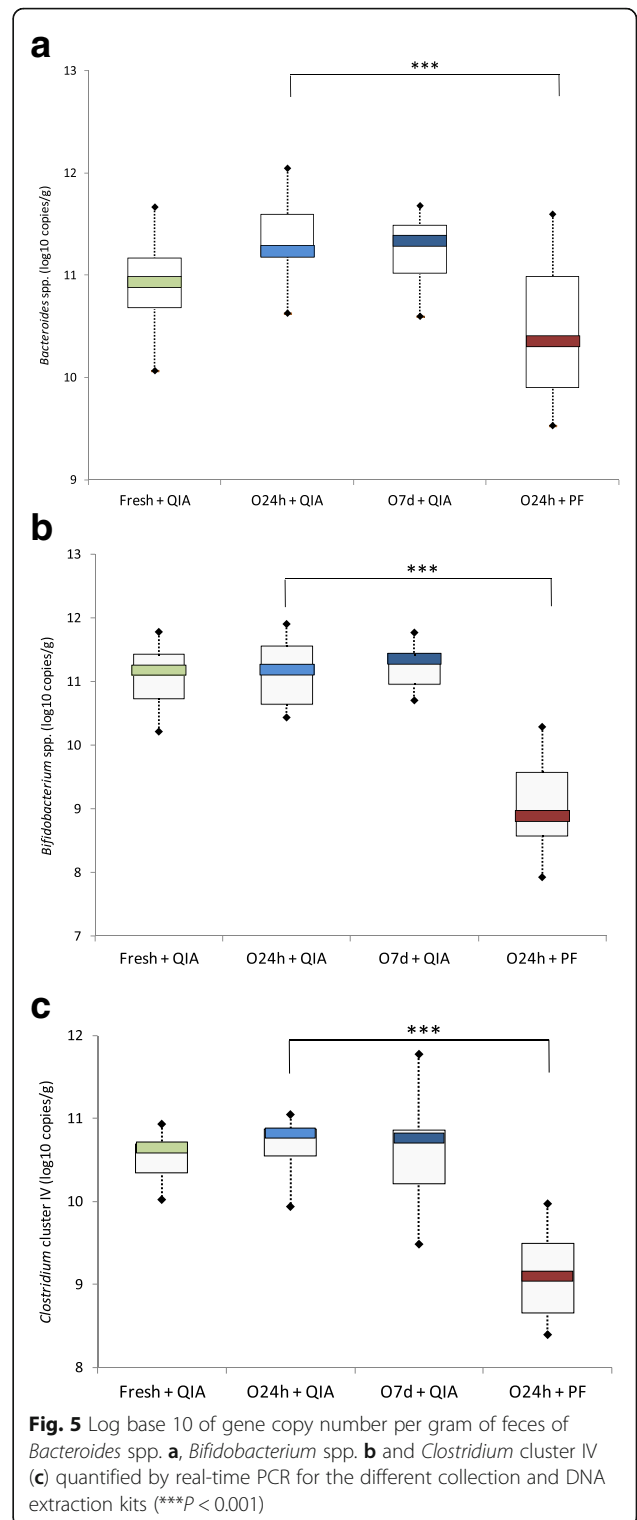 a
***
13
12
11
10
9
Bacteroides spp. (log10 copies/g)
Fresh + QIA
O24h + QIA
O7d + QIA
O24h + PF
b
***
13
12
11
10
9
8
7
Bifidobacterium spp. (log10 copies/g)
Fresh + QIA
O24h + QIA
O7d + QIA
O24h + PF
c
***
12
11
10
9
8
Clostridium cluster IV (log10 copies/g)
Fresh + QIA
O24h + QIA
O7d + QIA
O24h + PF
Fig. 5 Log base 10 of gene copy number per gram of feces of
Bacteroides spp. a, Bifidobacterium spp. b and Clostridium cluster IV
(c) quantified by real-time PCR for the different collection and DNA
extraction kits (***P < 0.001)